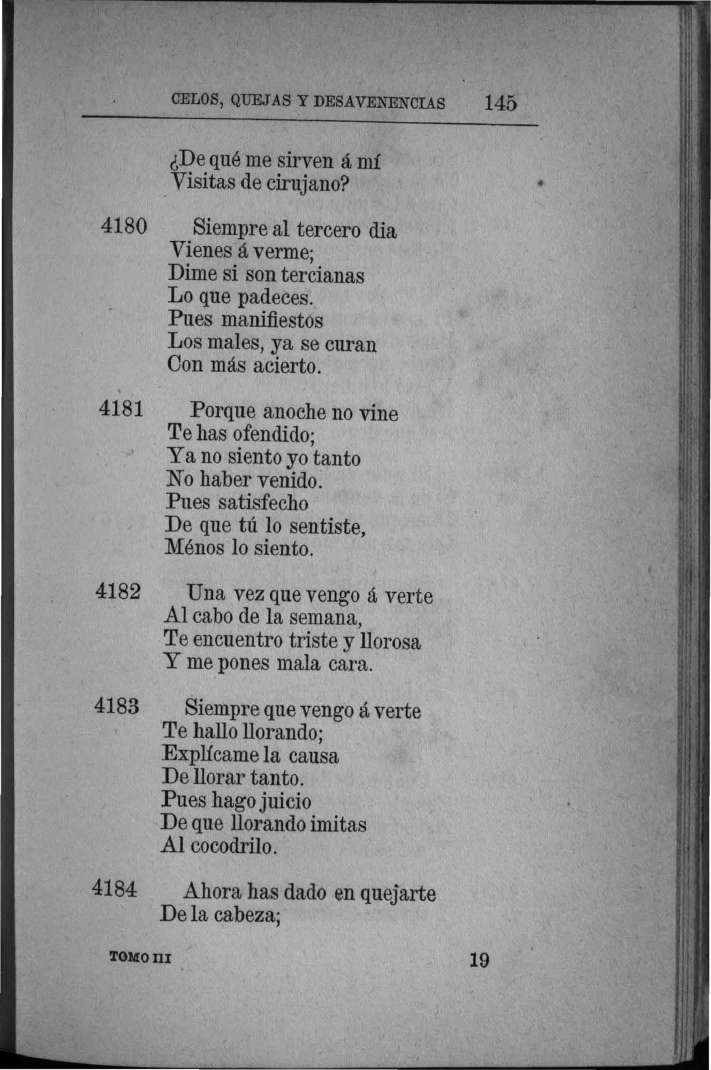 CELOS, QUEJAS Y DESAVENENCIAS 145
¿De qué me sirven á mí
Visitas de cirujano?
4180 Siempre al tercero dia
Vienes á verme;
Dime si son tercianas
Lo que padeces.
Pues manifiestos
Los males, ya se curan
Con más acierto.
4181 Porque anoche no vine
Te has ofendido;
Ya no siento yo tanto
No haber venido.
Pues satisfecho
De que tú lo sentiste,
Ménos lo siento.
4182 Una vez que vengo á verte
Al cabo de la semana,
Te encuentro triste y llorosa
Y me pones mala cara.
4183 Siempre que vengo á verte
Te hallo llorando;
Explícame la causa
De llorar tanto.
Pues hago juicio
De que llorando imitas
Al cocodrilo.
4184 Ahora has dado en quejarte
De la cabeza;
TOMO III 19